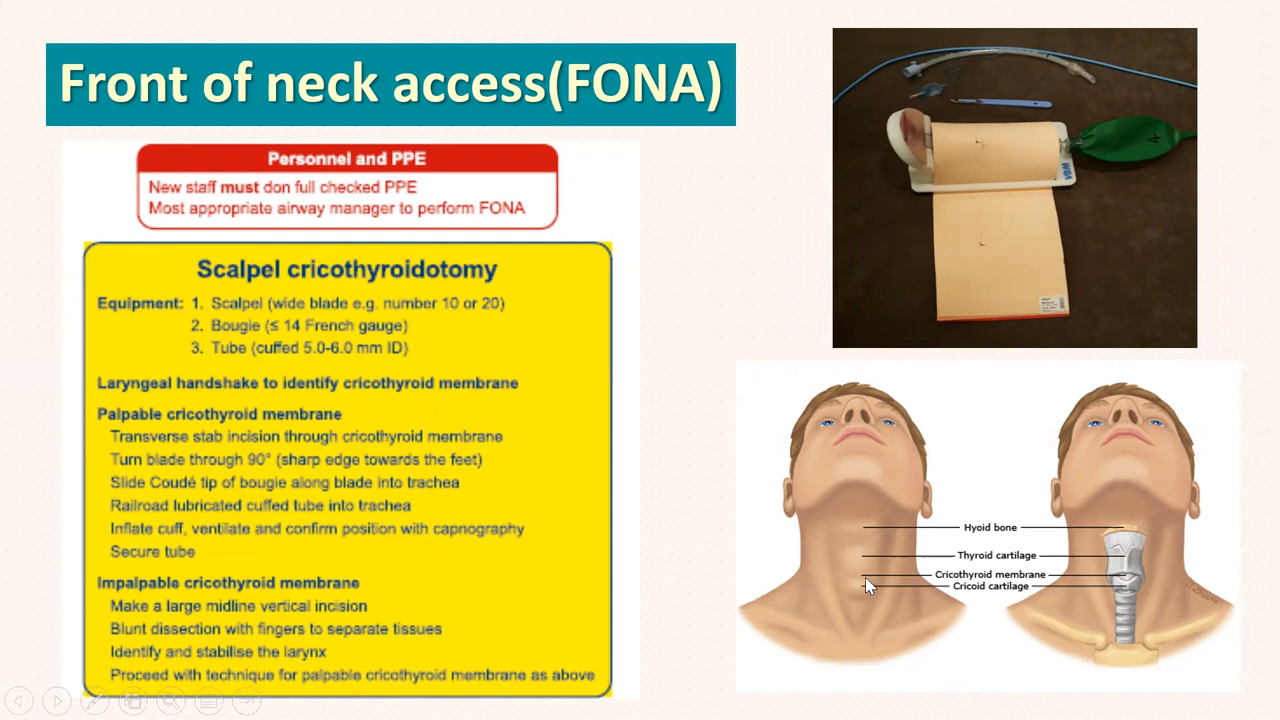 Front of neck access(FONA)
Personnel and PPE
New staff must don full checked PPE
Most appropriate airway manager to perform FONA
Scalpel cricothyroidotomy
Equipment: 1. Scalpel (wide blade e.g. number 10 or 20)
2. Bougie (≤ 14 French gauge)
3. Tube (cuffed 5.0-6.0 mm ID)
Laryngeal handshake to identify cricothyroid membrane
Palpable cricothyroid membrane
Transverse stab incision through cricothyroid membrane
Turn blade through 90° (sharp edge towards the feet)
Slide Coudé tip of bougie along blade into trachea
Railroad lubricated cuffed tube into trachea
Inflate cuff, ventilate and confirm position with capnography
Secure tube
Impalpable cricothyroid membrane
Make a large midline vertical incision
Blunt dissection with fingers to separate tissues
Identify and stabilise the larynx
Proceed with technique for palpable cricothyroid membrane as above
VBM
Hyoid bone
Thyroid cartilage
Cricothyroid membrane
Cricoid cartilage